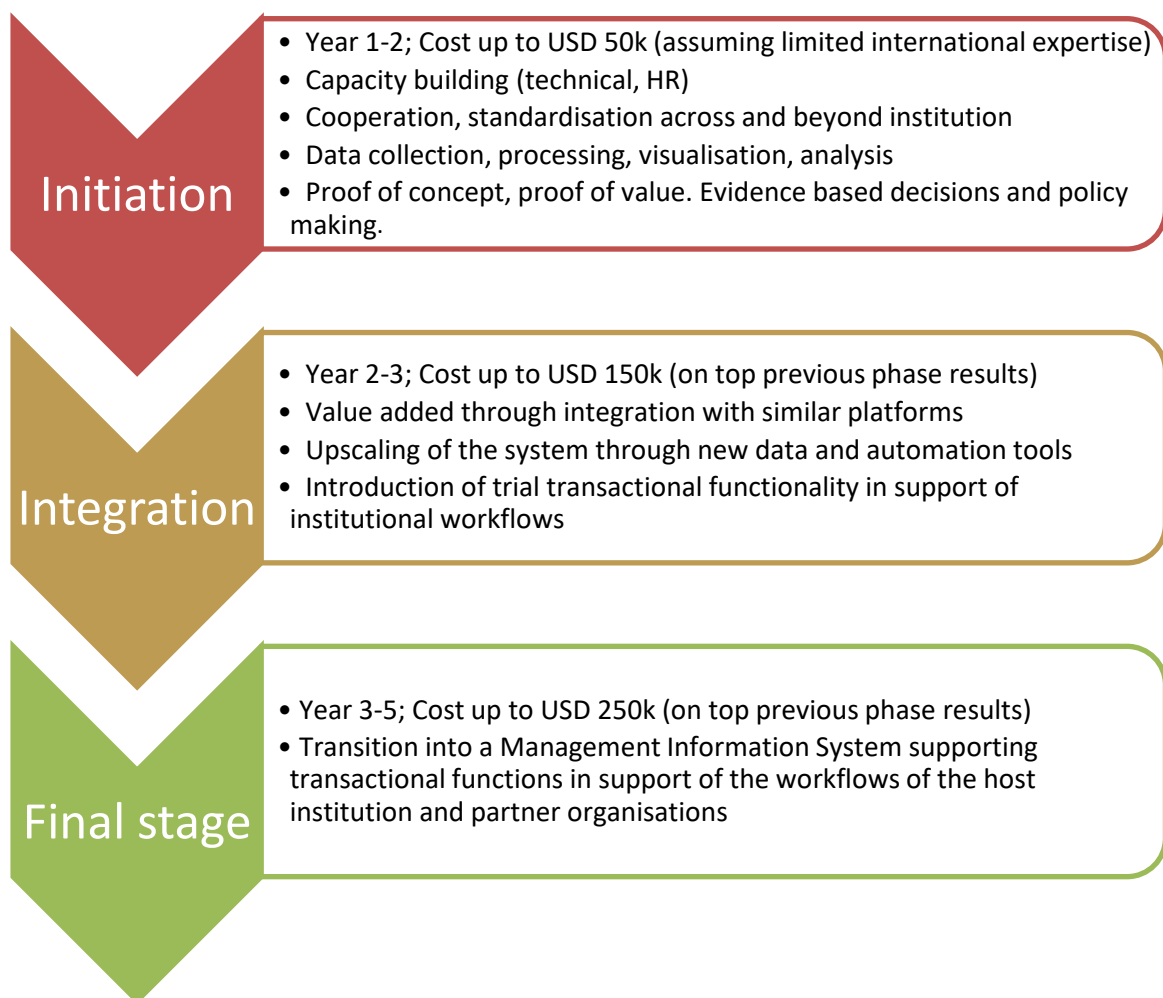 Initiation
• Year 1-2; Cost up to USD 50k (assuming limited international expertise)
• Capacity building (technical, HR)
• Cooperation, standardisation across and beyond institution
• Data collection, processing, visualisation, analysis
• Proof of concept, proof of value. Evidence based decisions and policy
making.
Integration
• Year 2-3; Cost up to USD 150k (on top previous phase results)
• Value added through integration with similar platforms
• Upscaling of the system through new data and automation tools
• Introduction of trial transactional functionality in support of
institutional workflows
Final stage
• Year 3-5; Cost up to USD 250k (on top previous phase results)
• Transition into a Management Information System supporting
transactional functions in support of the workflows of the host
institution and partner organisations